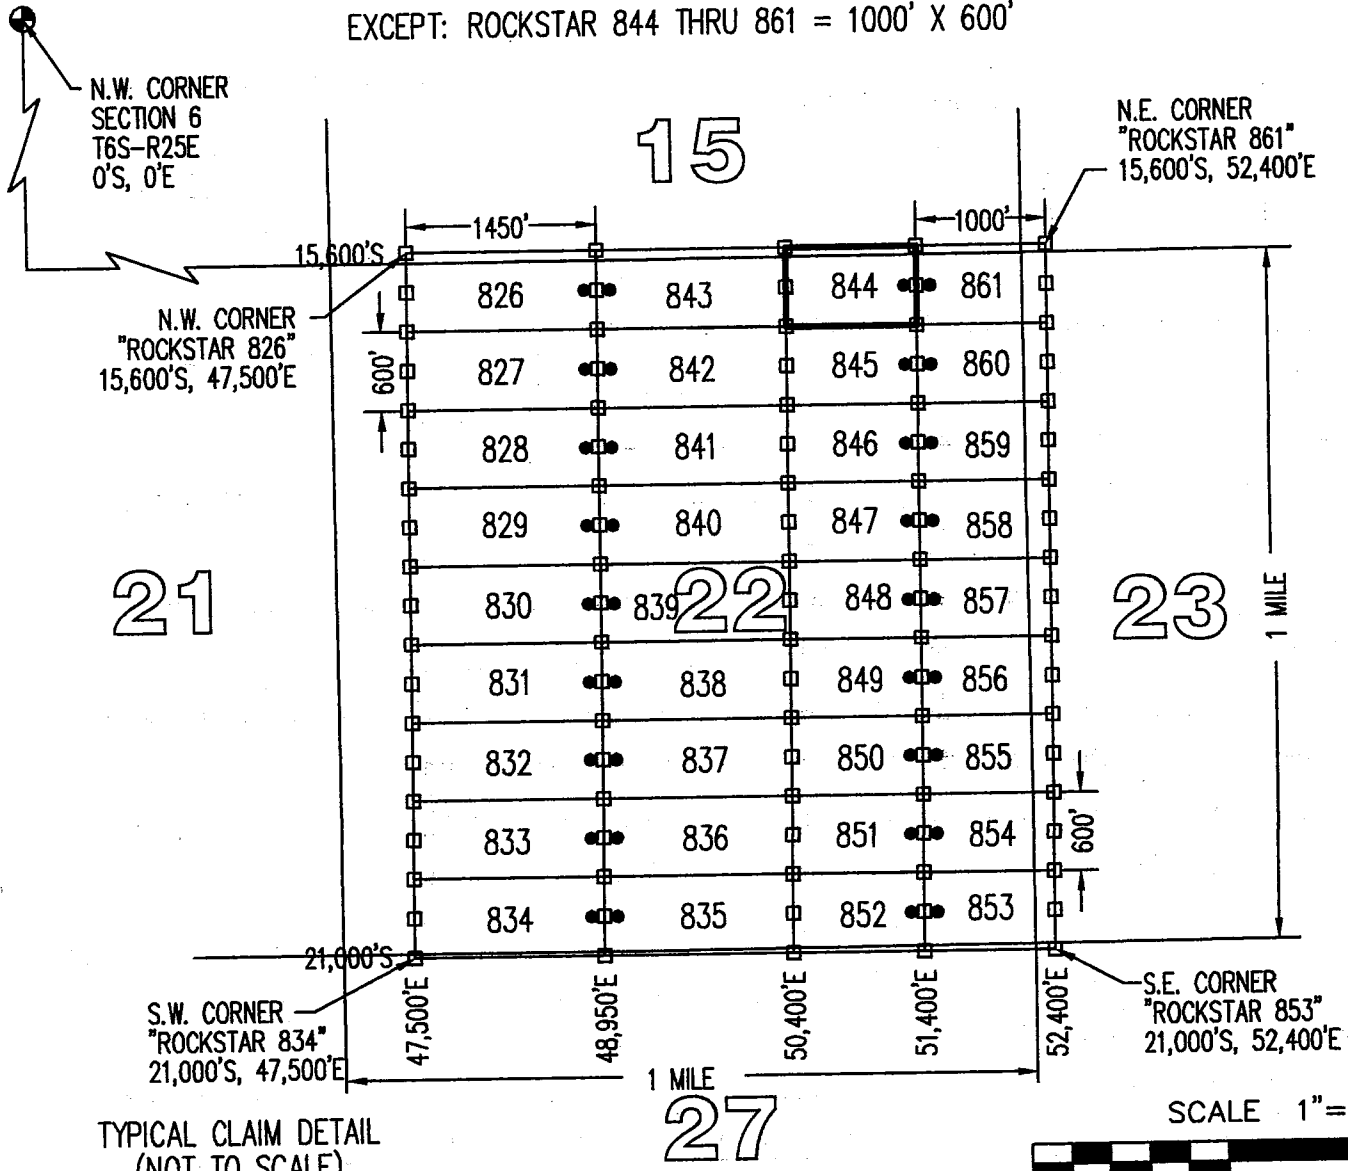 EXCEPT: ROCKSTAR 844 THRU 861 = 1000' X 600'
N.W. CORNER
SECTION 6
T6S-R25E
0'S, 0'E
15
N.E. CORNER
"ROCKSTAR 861"
15,600'S, 52,400'E
1450'
1000'
15,600'S
826 843 844 861
N.W. CORNER
"ROCKSTAR 826"
15,600'S, 47,500'E
600'
827 842 845 860
828 841 846 859
829 840 847 858
21
830 839 22 848 857
23
1 MILE
831 838 849 856
832 837 850 855
833 836 851 854
600'
834 835 852 853
21,000'S
S.W. CORNER
"ROCKSTAR 834"
21,000'S, 47,500'E
47,500'E
48,950'E
50,400'E
51,400'E
52,400'E
S.E. CORNER
"ROCKSTAR 853"
21,000'S, 52,400'E
1 MILE
27
TYPICAL CLAIM DETAIL
(NOT TO SCALE)
SCALE 1"=